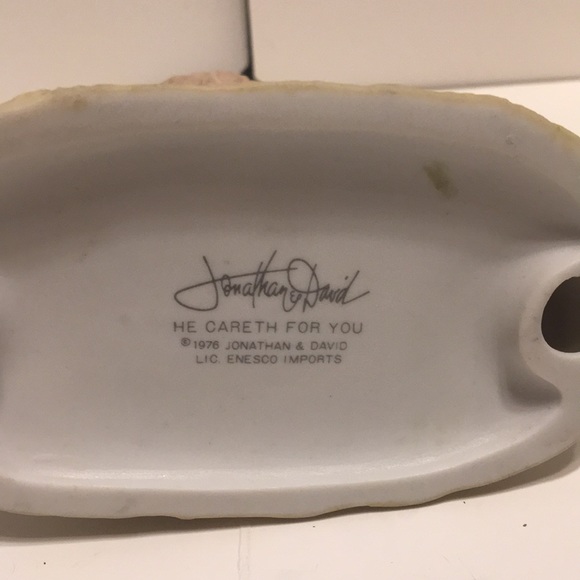 Jonathan & David
HE CARETH FOR YOU
© 1976 JONATHAN & DAVID
LIC. ENESCO IMPORTS